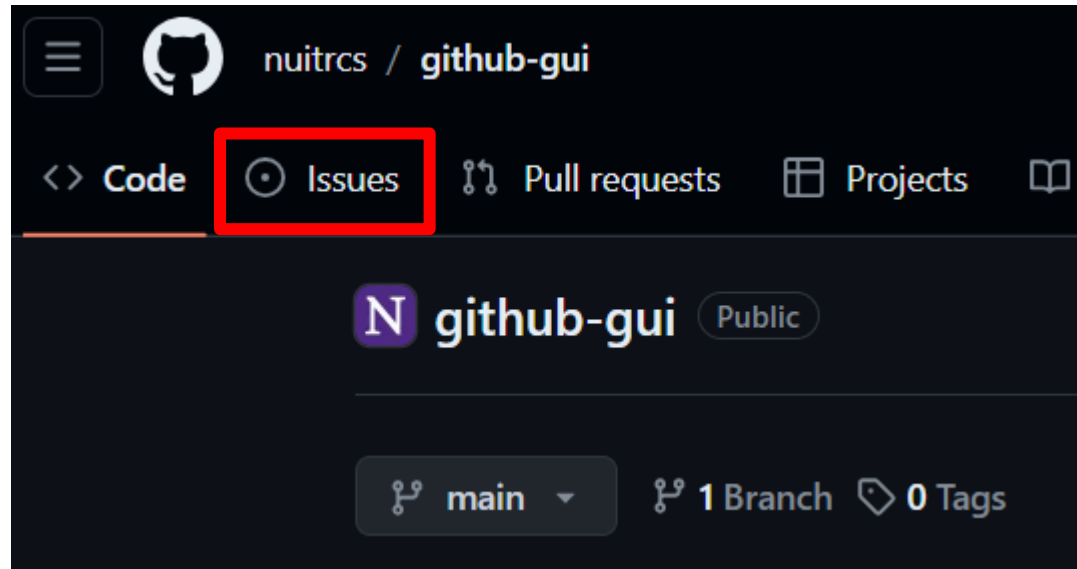 nuitrcs / github-gui
<> Code Issues Pull requests Projects
N github-gui Public
main 1 Branch 0 Tags